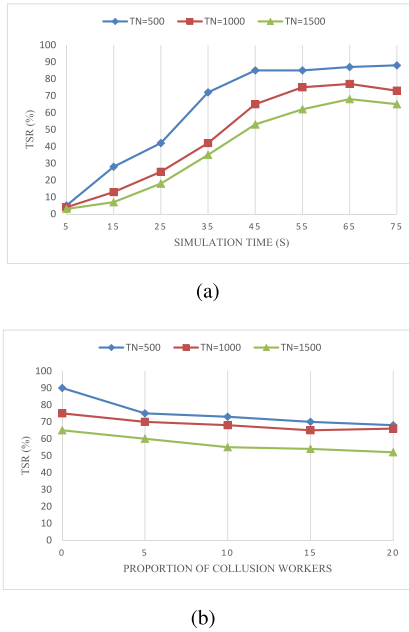 TN=500 TN=1000 TN=1500
100
90
80
70
60
50
40
30
20
10
0
TSR (%)
5 15 25 35 45 55 65 75
SIMULATION TIME (S)
(a)
TN=500 TN=1000 TN=1500
100
90
80
70
60
50
40
30
20
10
0
TSR (%)
0 5 10 15 20
PROPORTION OF COLLUSION WORKERS
(b)